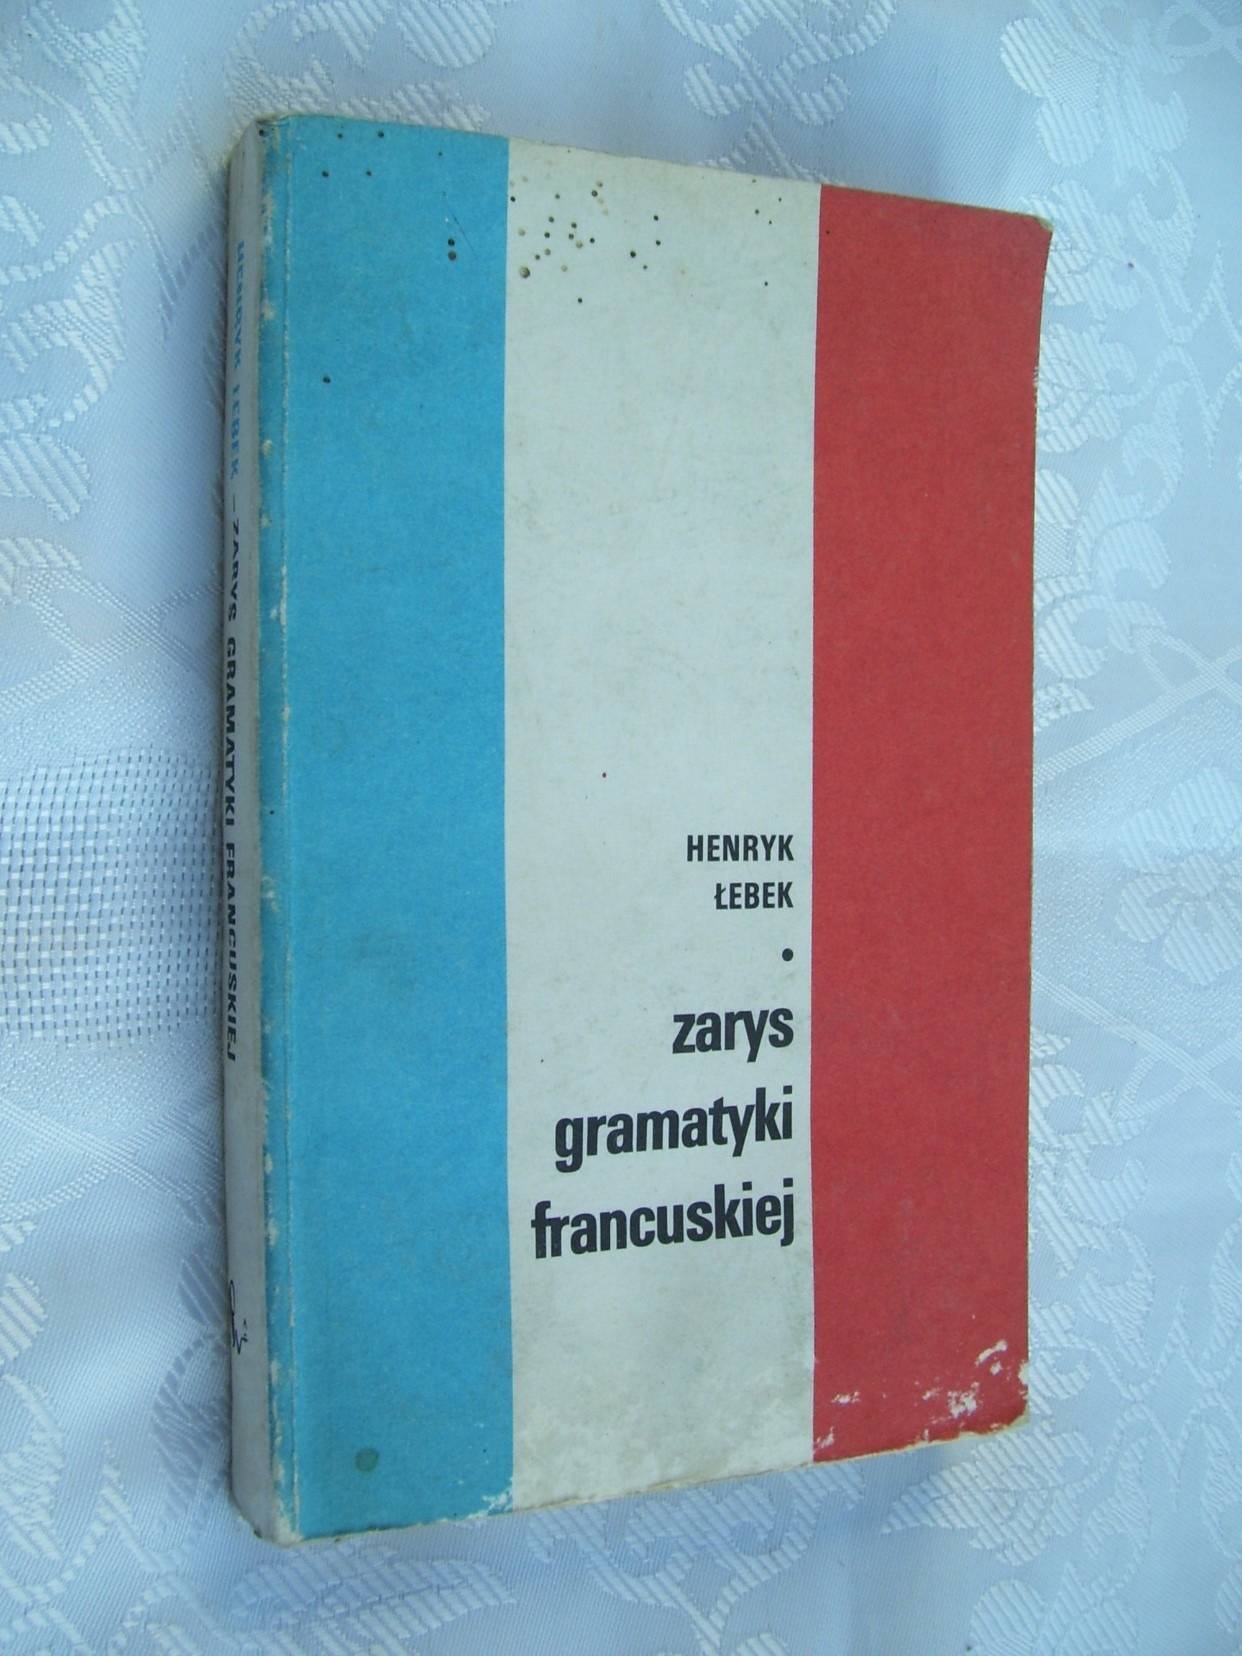 HENRYK
ŁEBEK
•
zarys
gramatyki
francuskiej
HENRYK ŁEBEK – ZARYS GRAMATYKI FRANCUSKIEJ